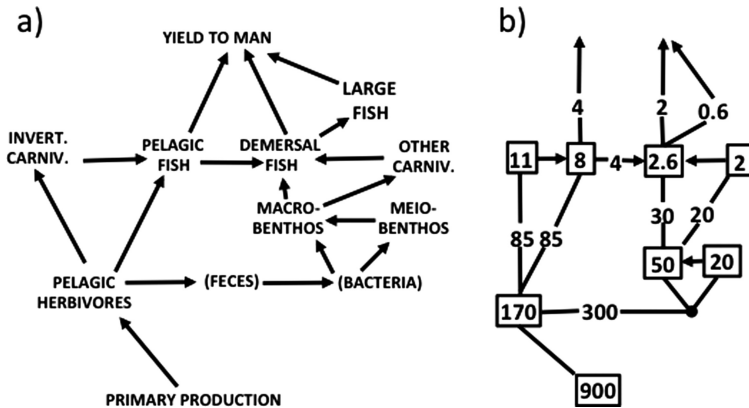 a)
YIELD TO MAN
LARGE
FISH
INVERT.
CARNIV.
PELAGIC
FISH
DEMERSAL
FISH
OTHER
CARNIV.
MACRO-
BENTHOS
MEIO-
BENTHOS
PELAGIC
HERBIVORES
(FECES)
(BACTERIA)
PRIMARY PRODUCTION
b)
4
2
0.6
11
8
4
2.6
2
30
20
85
85
50
20
170
300
900